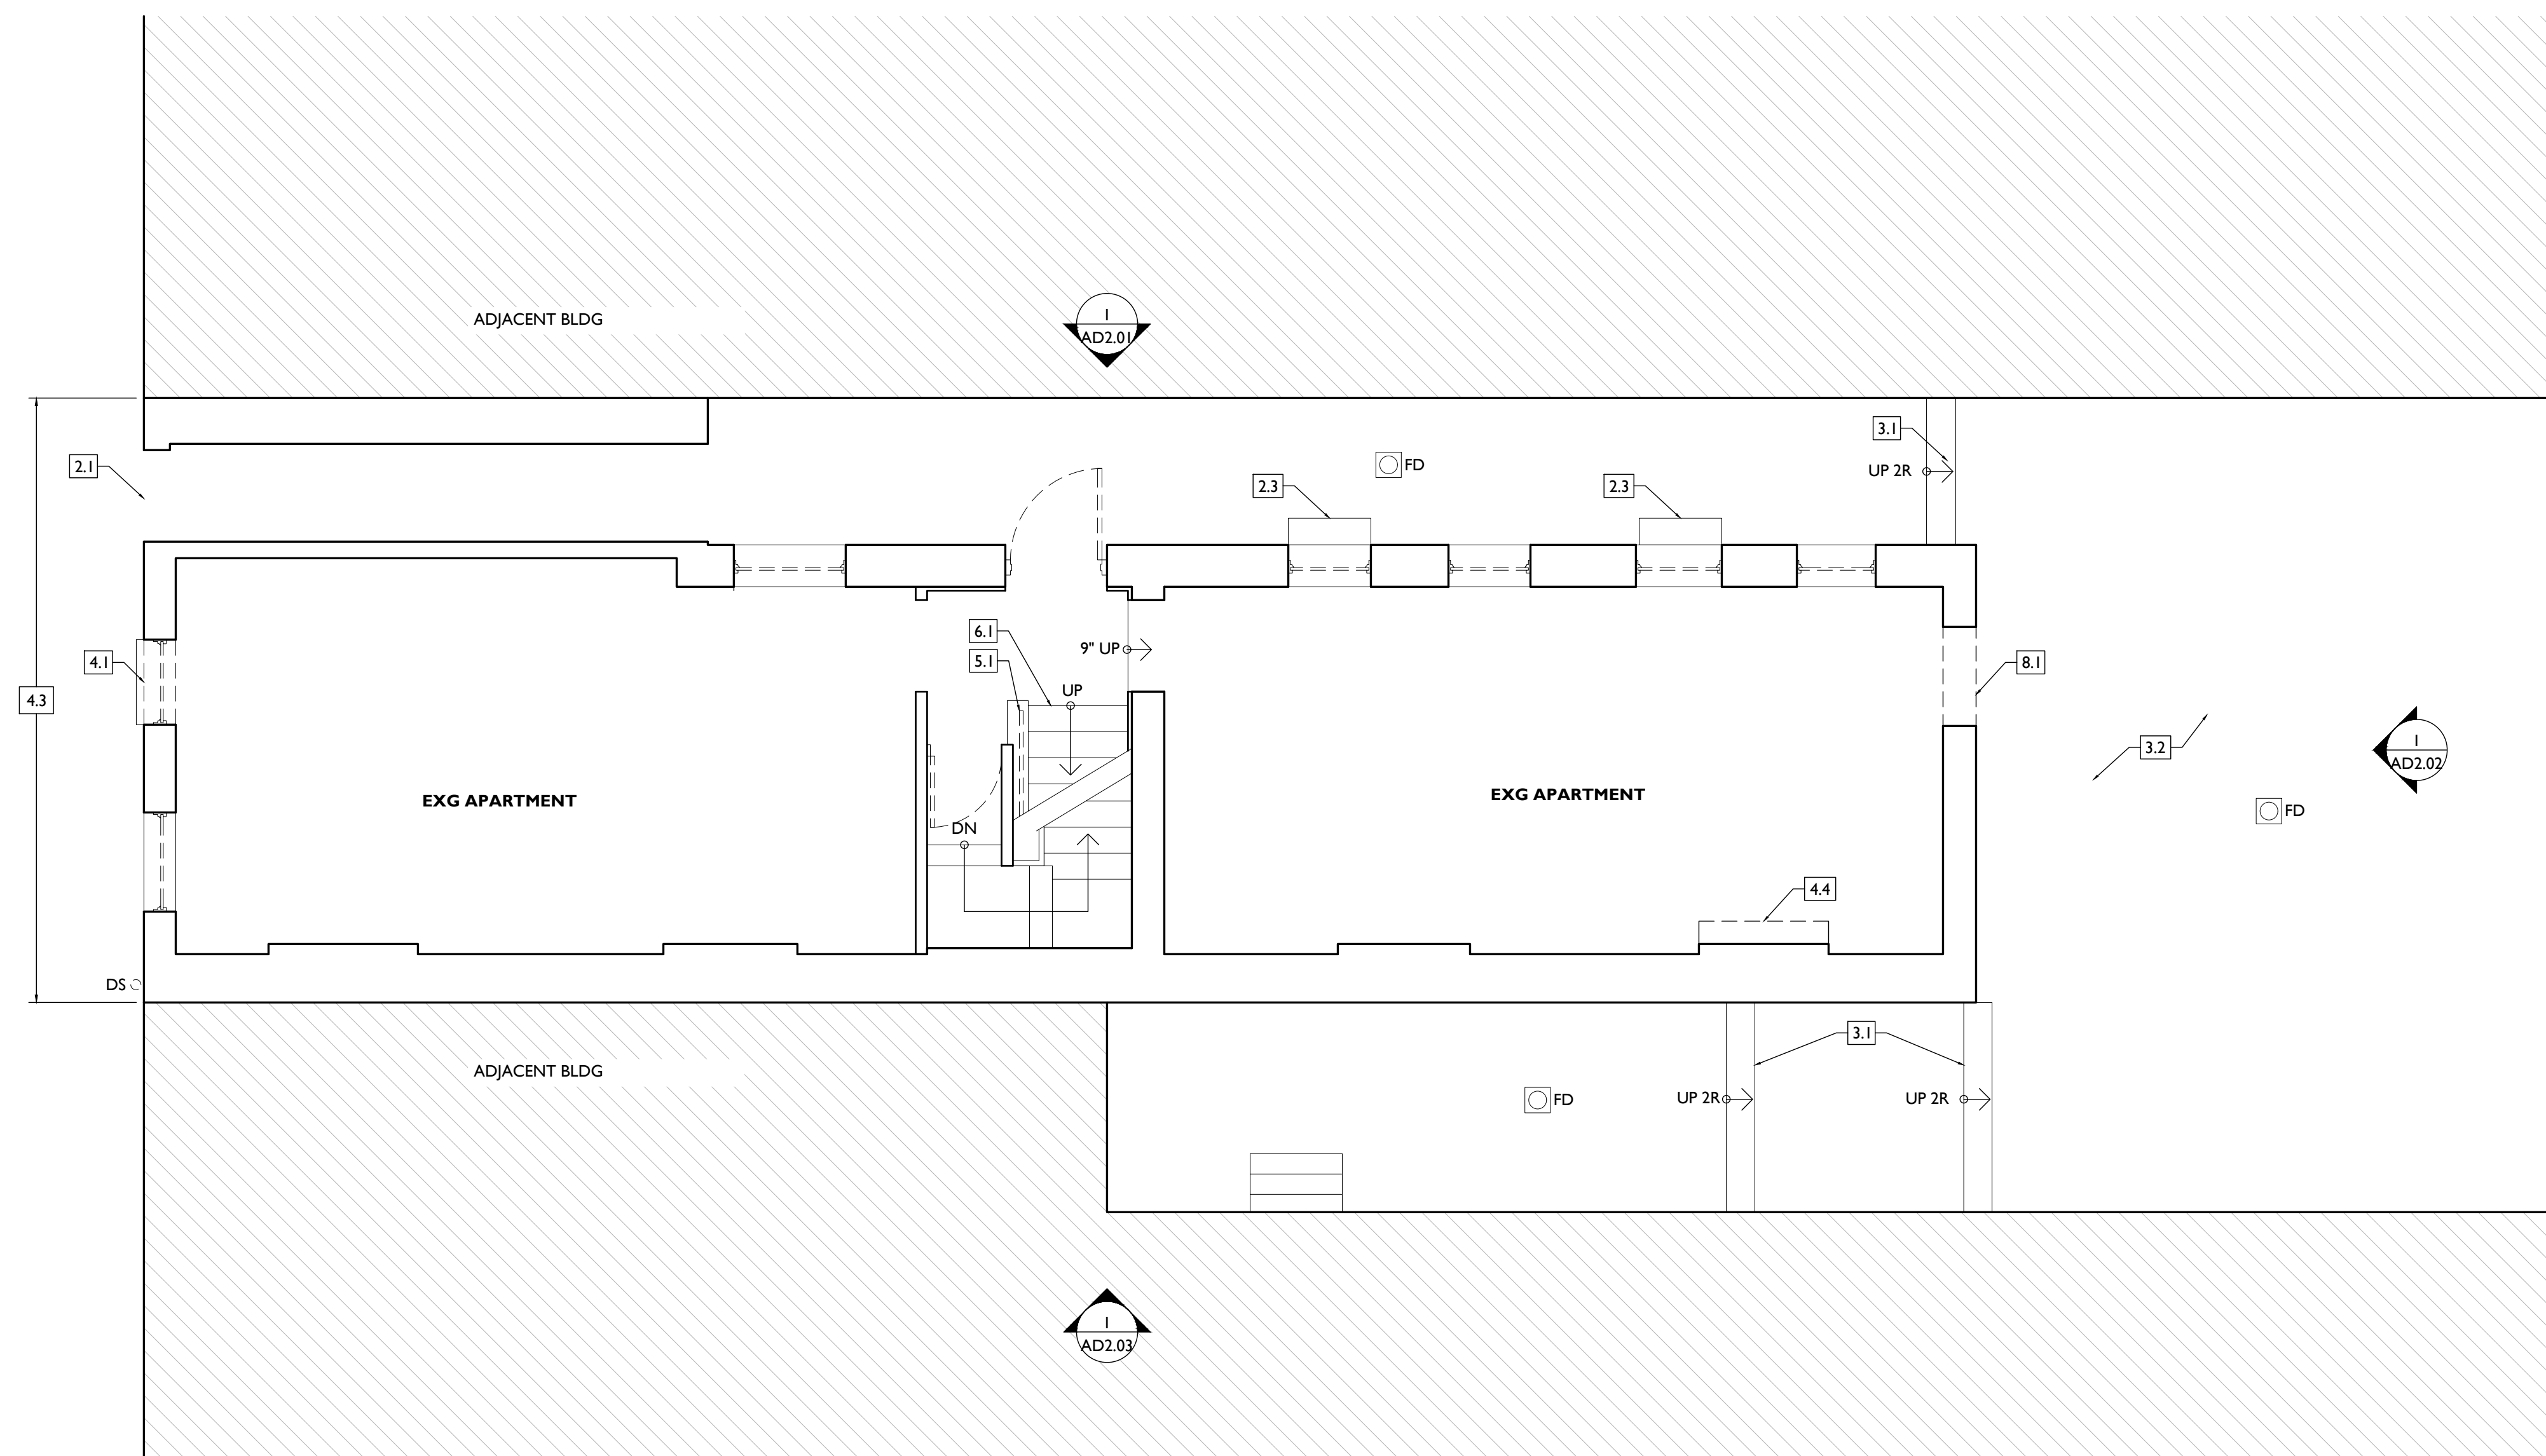 ADJACENT BLDG
1
AD2.01
2.1
3.1
UP 2R
FD
2.3
2.3
6.1
5.1
9" UP
4.1
8.1
4.3
UP
3.2
1
AD2.02
EXG APARTMENT
EXG APARTMENT
DN
FD
4.4
DS
3.1
ADJACENT BLDG
FD
UP 2R
UP 2R
1
AD2.03